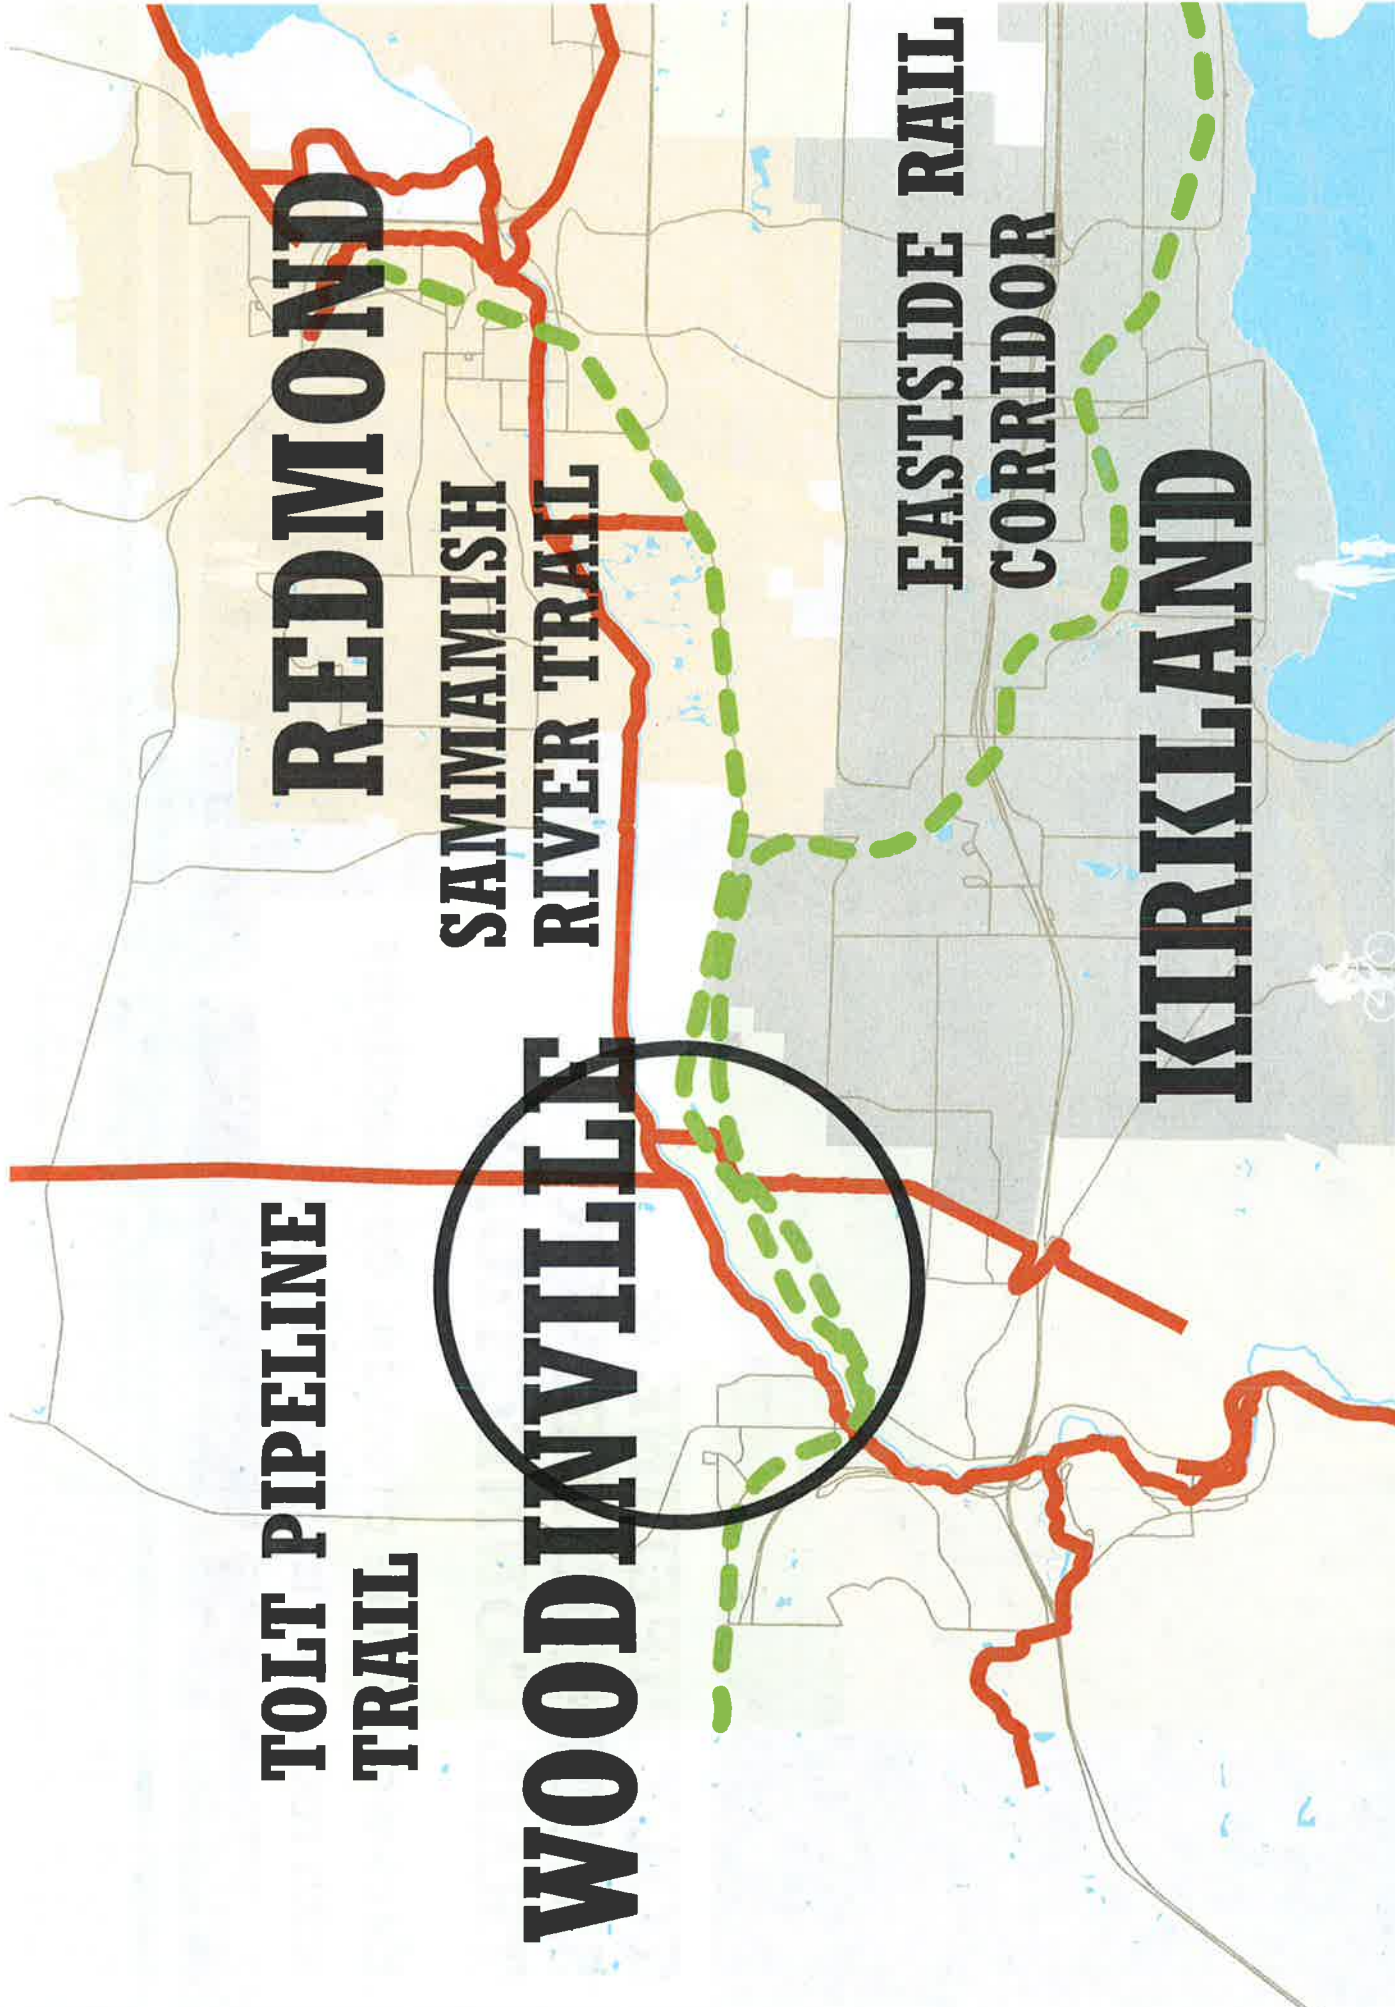 TOLT PIPELINE
TRAIL
REDMOND
SAMMAMISH
RIVER TRAIL
WOODINVILLE
EASTSIDE RAIL
CORRIDOR
KIRKLAND